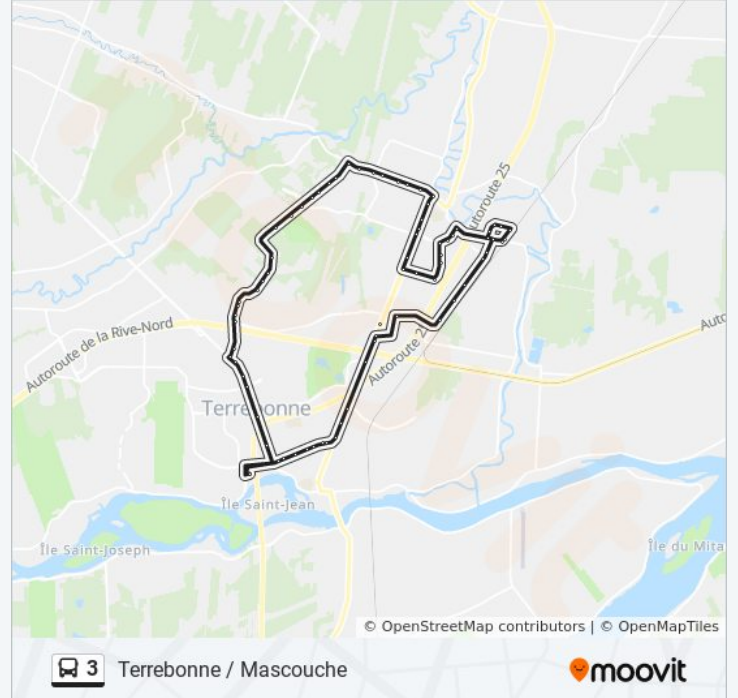 Autoroute 25
Autoroute de la Rive-Nord
Auto
Autoroute 2
Terrebonne
Île Saint-Jean
Île Saint-Joseph
Île du Mita
© OpenStreetMap contributors | © OpenMapTiles
3 Terrebonne / Mascouche
moovit